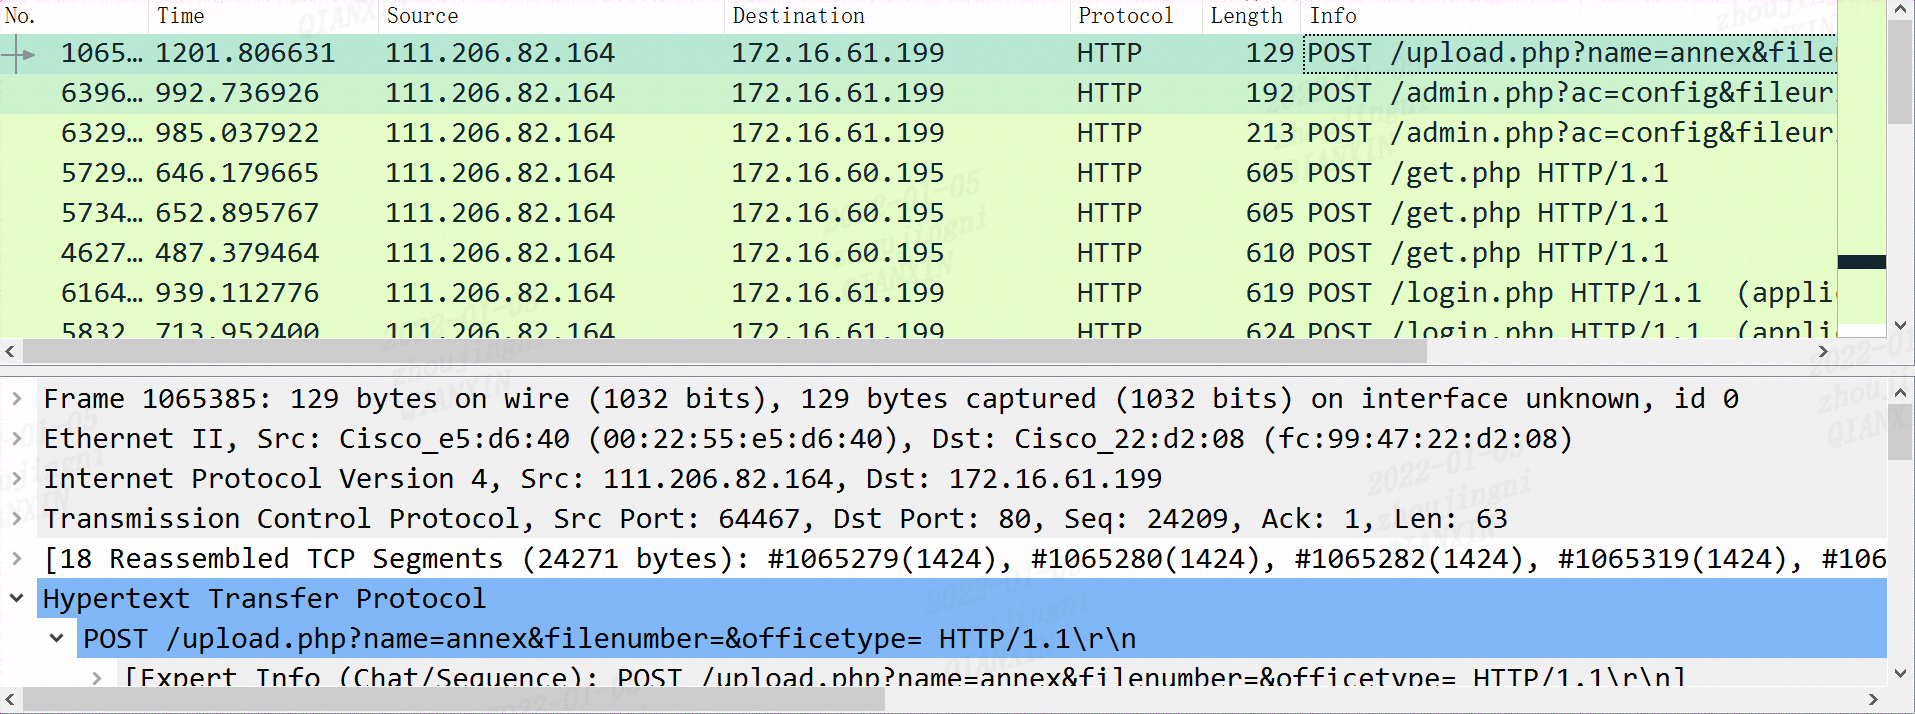 No. Time Source Destination Protocol Length Info
1065… 1201.806631 111.206.82.164 172.16.61.199 HTTP 129 POST /upload.php?name=annex&file
6396… 992.736926 111.206.82.164 172.16.61.199 HTTP 192 POST /admin.php?ac=config&fileur
6329… 985.037922 111.206.82.164 172.16.61.199 HTTP 213 POST /admin.php?ac=config&fileur
5729… 646.179665 111.206.82.164 172.16.60.195 HTTP 605 POST /get.php HTTP/1.1
5734… 652.895767 111.206.82.164 172.16.60.195 HTTP 605 POST /get.php HTTP/1.1
4627… 487.379464 111.206.82.164 172.16.60.195 HTTP 610 POST /get.php HTTP/1.1
6164… 939.112776 111.206.82.164 172.16.61.199 HTTP 619 POST /login.php HTTP/1.1 (appli
5832 713.952400 111.206.82.164 172.16.61.199 HTTP 624 POST /login.php HTTP/1.1 (appli
Frame 1065385: 129 bytes on wire (1032 bits), 129 bytes captured (1032 bits) on interface unknown, id 0
Ethernet II, Src: Cisco_e5:d6:40 (00:22:55:e5:d6:40), Dst: Cisco_22:d2:08 (fc:99:47:22:d2:08)
Internet Protocol Version 4, Src: 111.206.82.164, Dst: 172.16.61.199
Transmission Control Protocol, Src Port: 64467, Dst Port: 80, Seq: 24209, Ack: 1, Len: 63
[18 Reassembled TCP Segments (24271 bytes): #1065279(1424), #1065280(1424), #1065282(1424), #1065319(1424), #106
Hypertext Transfer Protocol
POST /upload.php?name=annex&filenumber=&officetype= HTTP/1.1\r\n
[Expert Info (Chat/Sequence): POST /upload.php?name=annex&filenumber=&officetype= HTTP/1.1\r\n]
2022-01-05
zhoujingni
QIANXIN